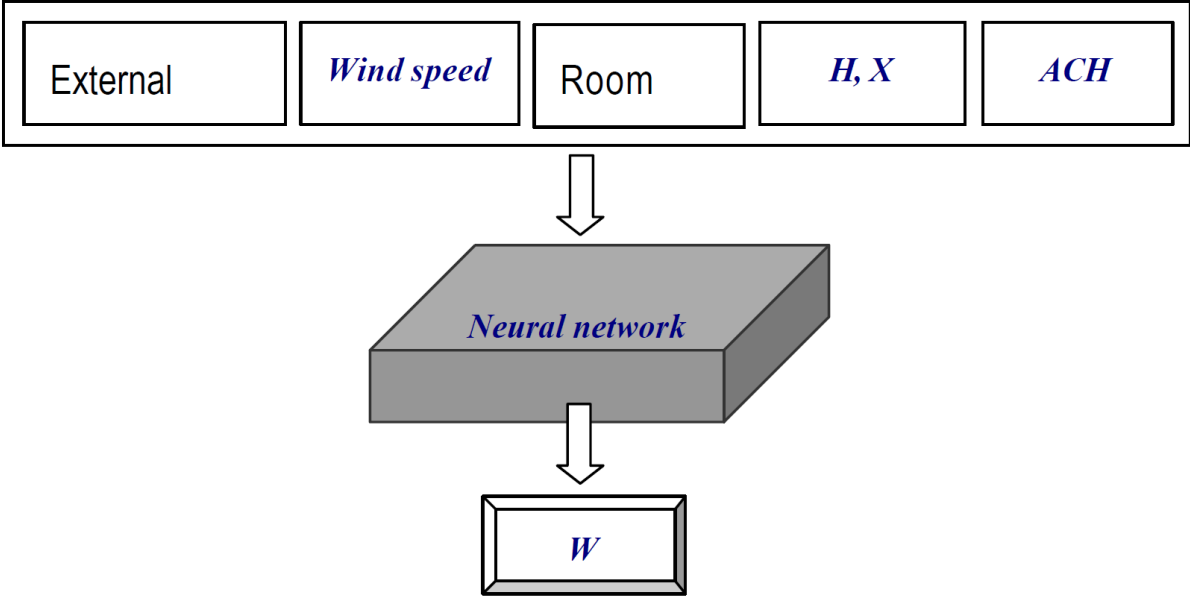 External
Wind speed
Room
H, X
ACH
Neural network
W